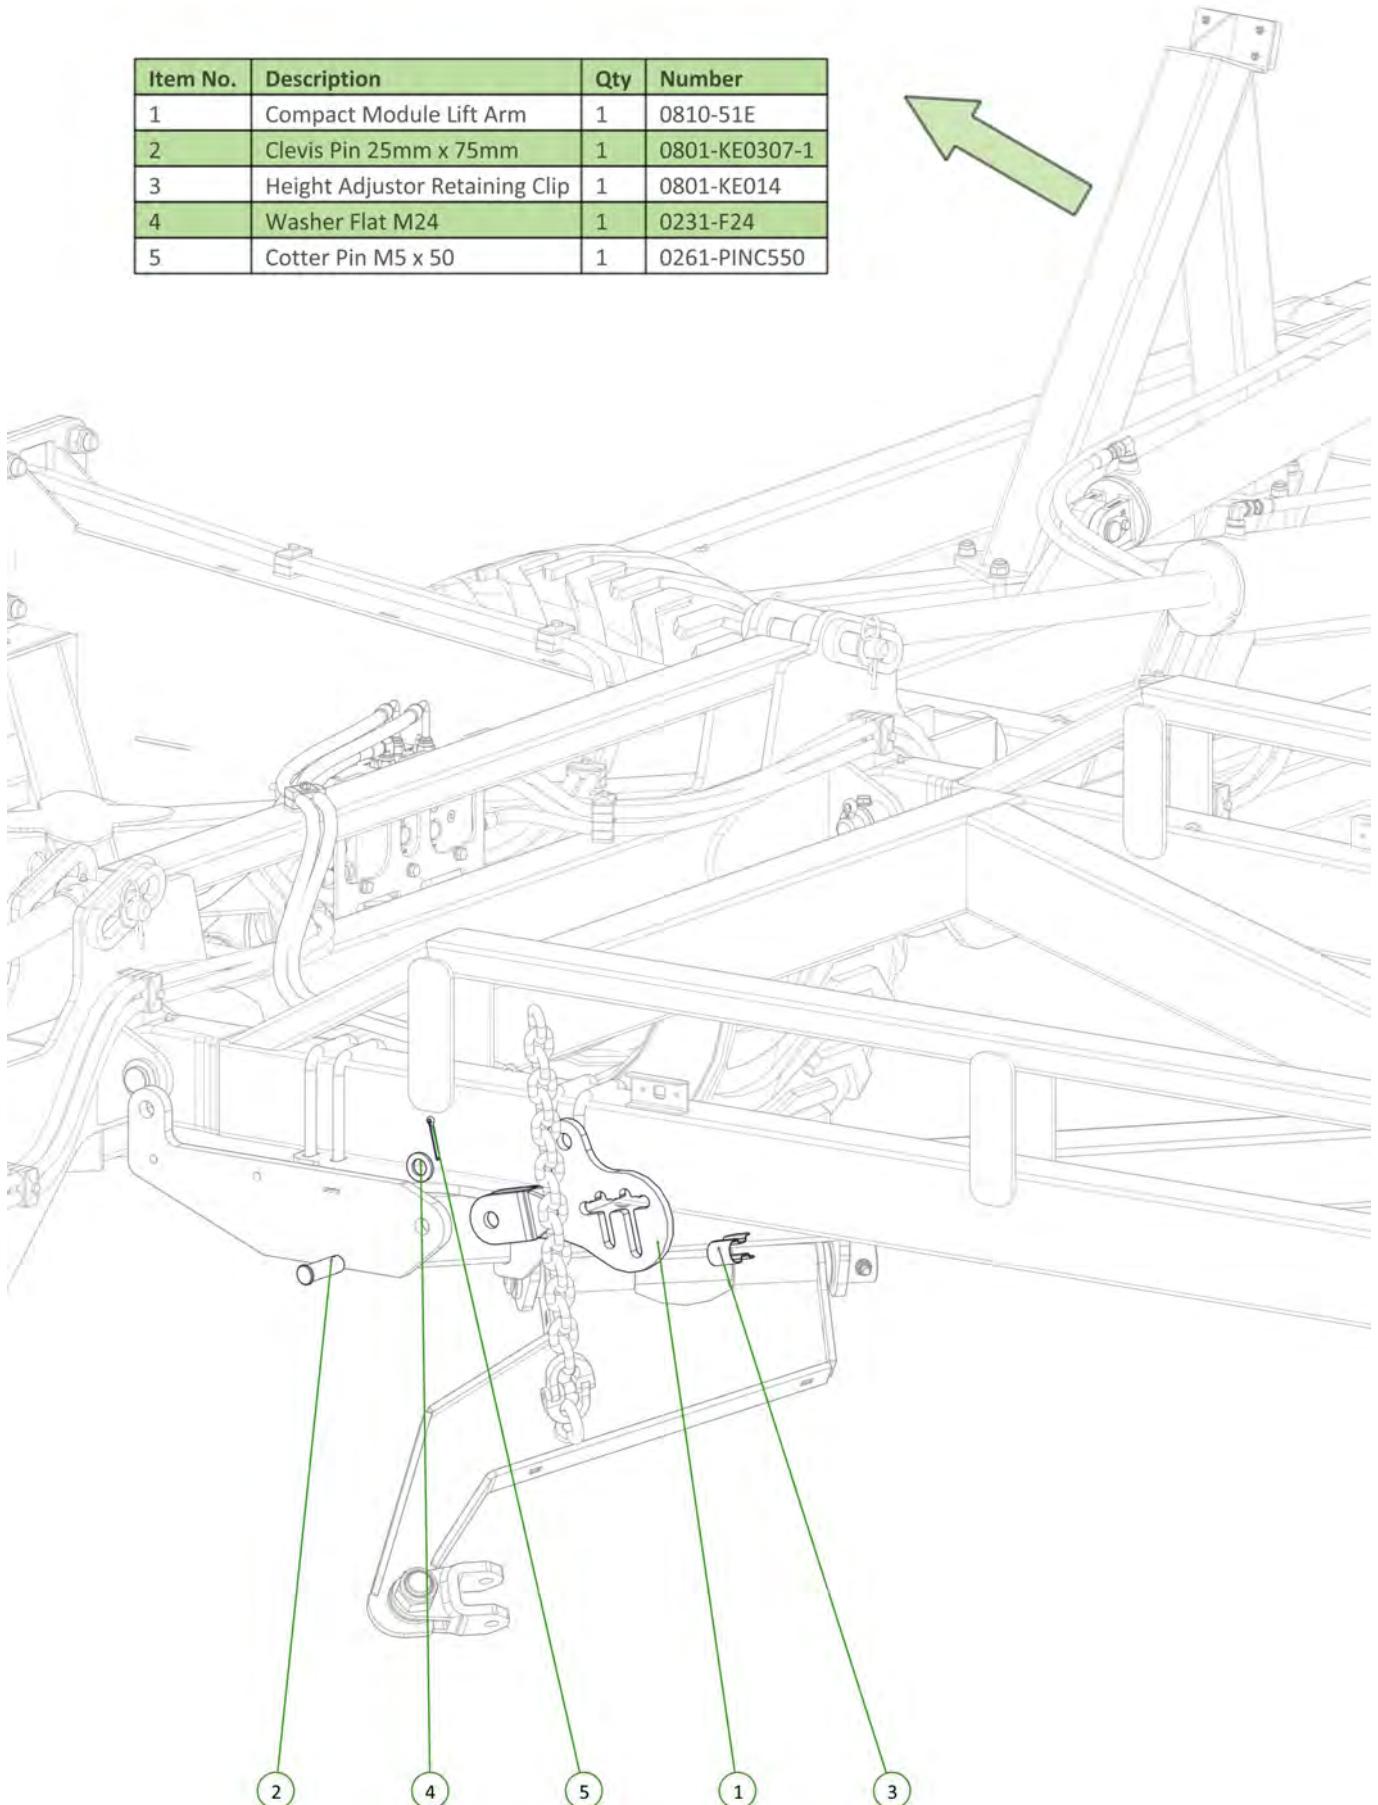 Item No. Description Qty Number
1 Compact Module Lift Arm 1 0810-51E
2 Clevis Pin 25mm x 75mm 1 0801-KE0307-1
3 Height Adjustor Retaining Clip 1 0801-KE014
4 Washer Flat M24 1 0231-F24
5 Cotter Pin M5 x 50 1 0261-PINC550
2 4 5 1 3